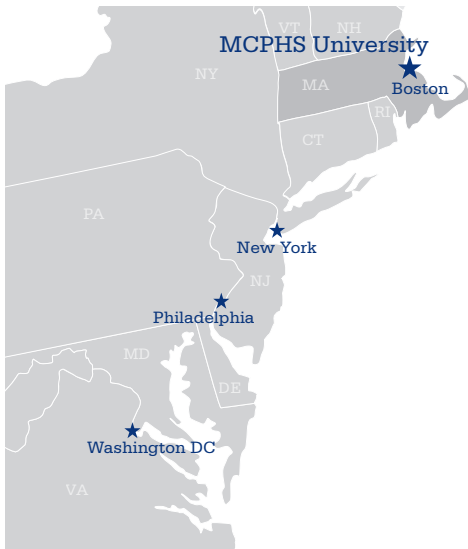 VT
NH
MCPHS University
NY
MA
Boston
RI
CT
PA
New York
NJ
Philadelphia
MD
DE
Washington DC
VA